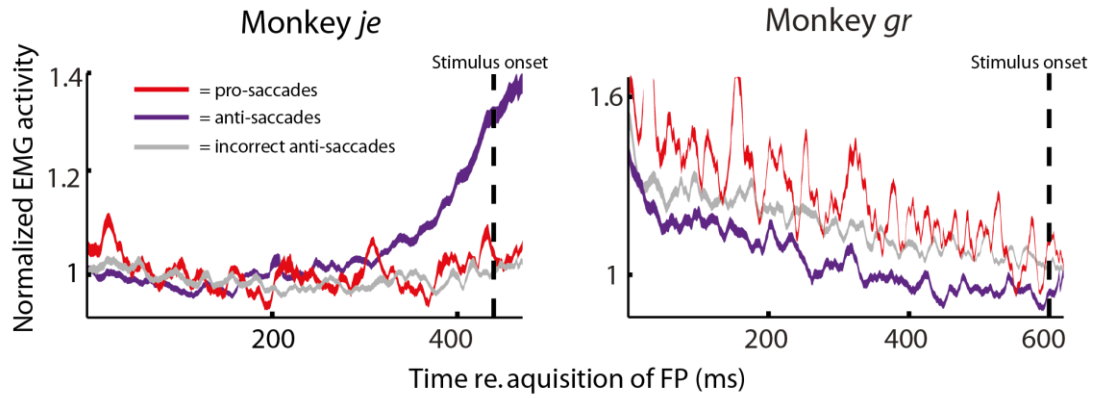 Monkey je
Monkey gr
Stimulus onset
Stimulus onset
1.4
1.2
1
= pro-saccades
= anti-saccades
= incorrect anti-saccades
1.6
1
200
400
200
400
600
Normalized EMG activity
Time re. aquisition of FP (ms)